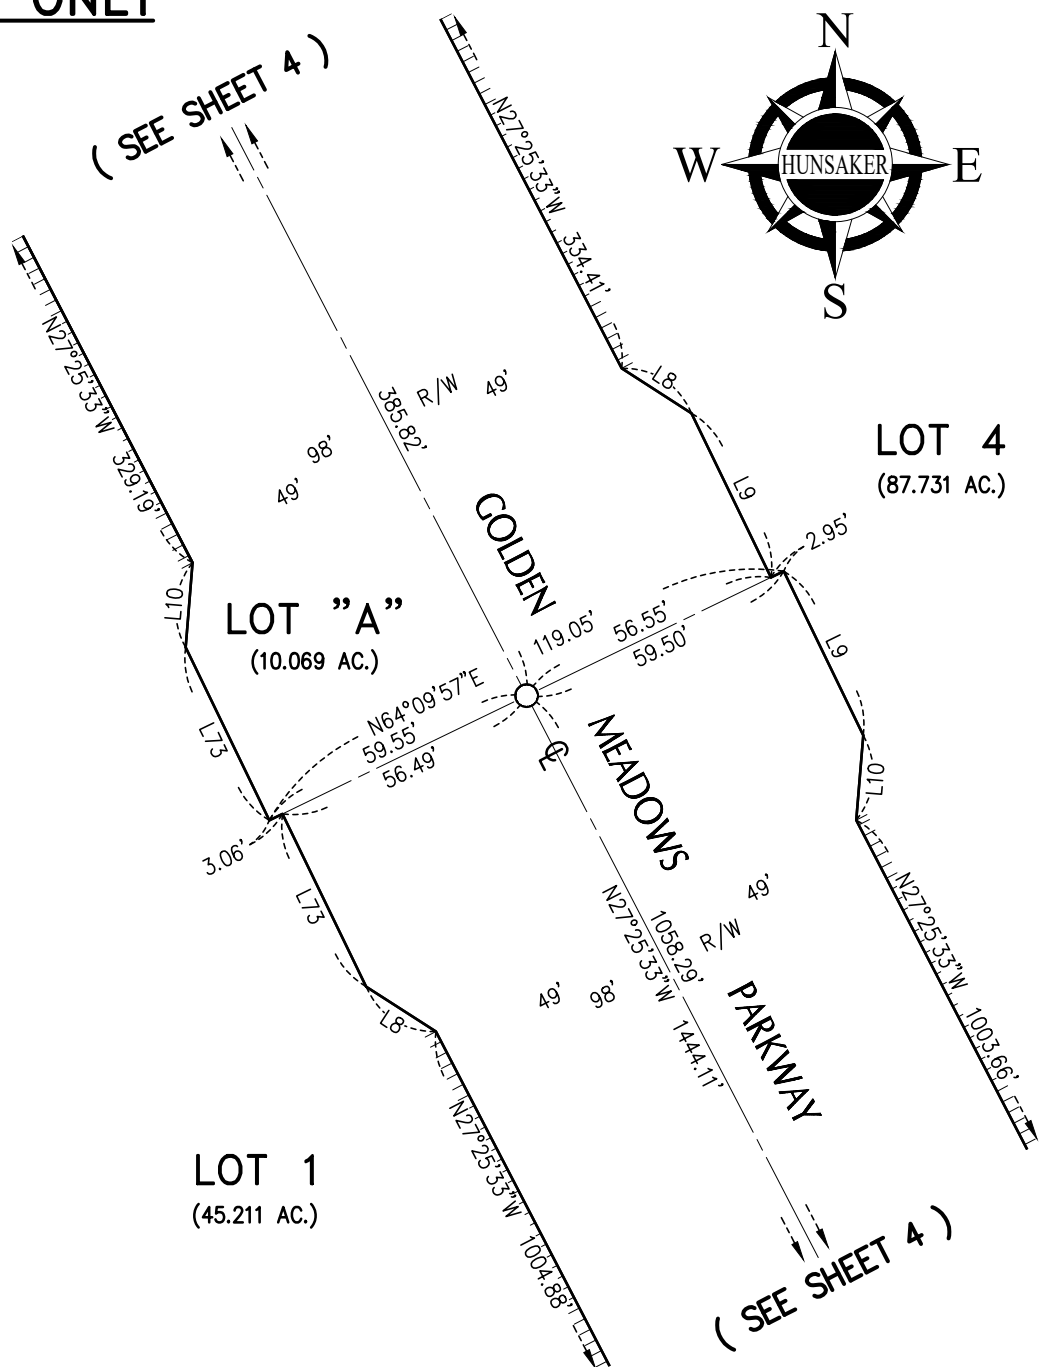 ONLY
( SEE SHEET 4 )
N
W
HUNSAKER
E
S
N27°25'33"W 334.41'
N27°25'33"W 329.19'
L8
385.82'
R/W
49'
98'
49'
LOT 4
(87.731 AC.)
L9
2.95'
GOLDEN
L10
LOT "A"
(10.069 AC.)
119.05'
56.55'
59.50'
L9
N64°09'57"E
59.55'
56.49'
L73
CL
MEADOWS
L10
3.06'
L73
49'
N27°25'33"W
1058.29'
R/W
N27°25'33"W 1003.66'
49'
98'
L8
1444.11'
PARKWAY
N27°25'33"W 1004.88'
LOT 1
(45.211 AC.)
( SEE SHEET 4 )